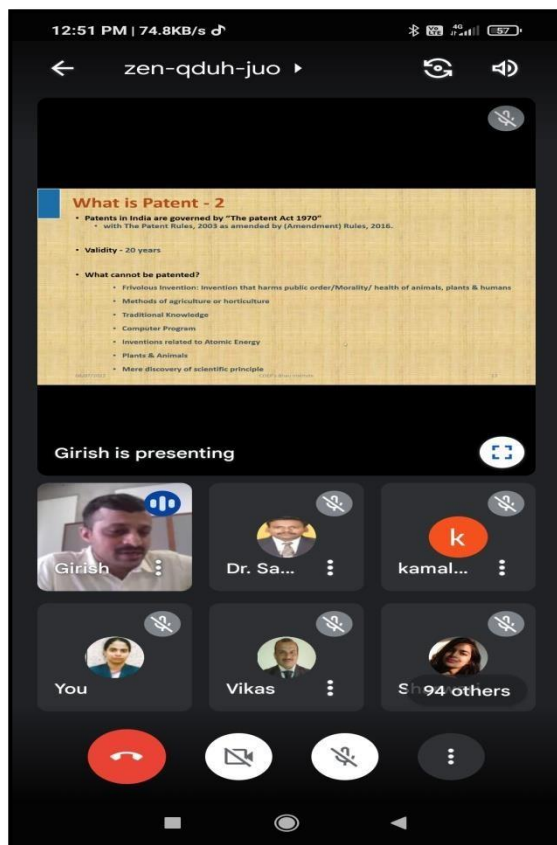 12:51 PM | 74.8KB/s
4G
57
zen-qduh-juo
What is Patent - 2
• Patents in India are governed by “The patent Act 1970”
• with The Patent Rules, 2003 as amended by (Amendment) Rules, 2016.
• Validity - 20 years
• What cannot be patented?
• Frivolous Invention: Invention that harms public order/Morality/ health of animals, plants & humans
• Methods of agriculture or horticulture
• Traditional Knowledge
• Computer Program
• Inventions related to Atomic Energy
• Plants & Animals
• Mere discovery of scientific principle
Girish is presenting
Girish
Dr. Sa...
k
kamal...
You
Vikas
94 others